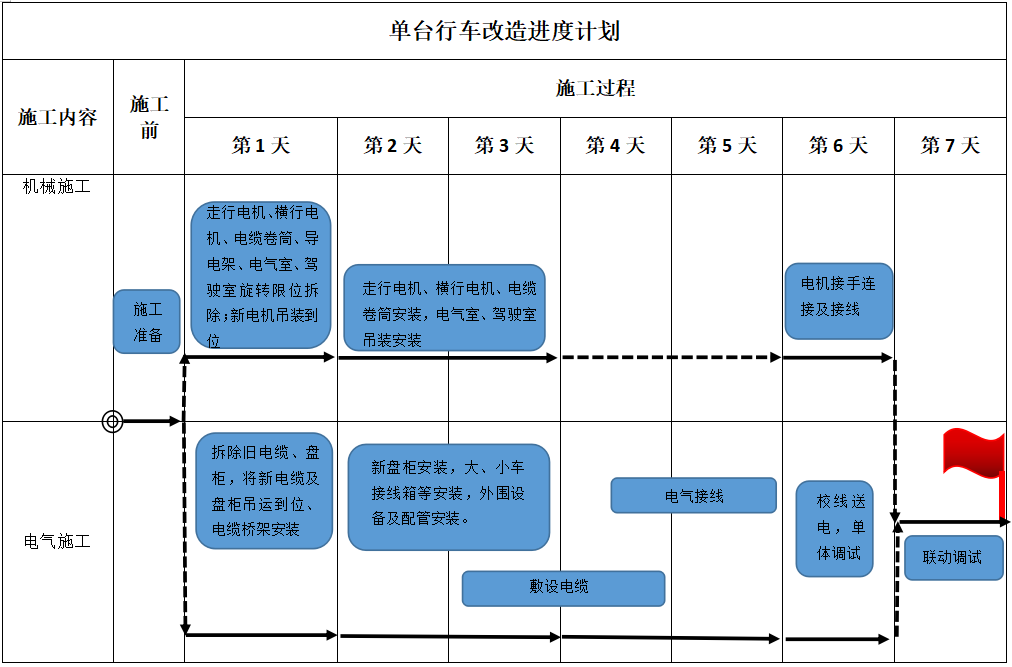 单台行车改造进度计划
施工内容
施工
前
施工过程
第 1 天
第 2 天
第 3 天
第 4 天
第 5 天
第 6 天
第 7 天
机械施工
施工
准备
走行电机、横行电
机、电缆卷筒、导
电架、电气室、驾
驶室旋转限位拆
除；新电机吊装到
位
走行电机、横行电机、电缆
卷筒安装，电气室、驾驶室
吊装安装
电机接手连
接及接线
电气施工
拆除旧电缆、盘
柜，将新电缆及
盘柜吊运到位、
电缆桥架安装
新盘柜安装，大、小车
接线箱等安装，外围设
备及配管安装。
敷设电缆
电气接线
校线送
电，单
体调试
联动调试